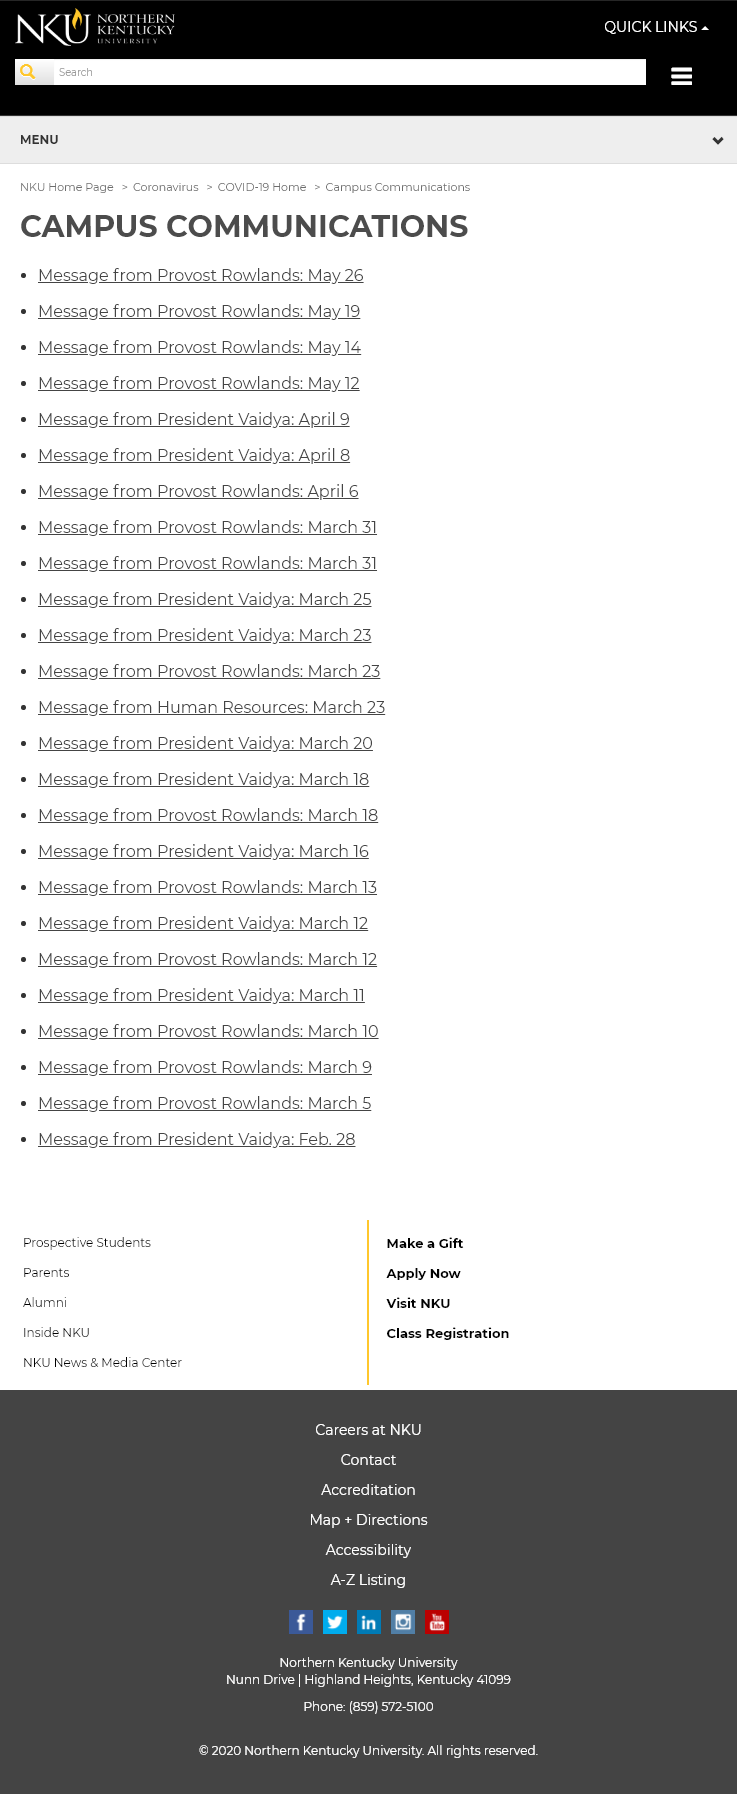 NKU NORTHERN
KENTUCKY
UNIVERSITY
QUICK LINKS
Search
MENU
NKU Home Page > Coronavirus > COVID-19 Home > Campus Communications
CAMPUS COMMUNICATIONS
Message from Provost Rowlands: May 26
Message from Provost Rowlands: May 19
Message from Provost Rowlands: May 14
Message from Provost Rowlands: May 12
Message from President Vaidya: April 9
Message from President Vaidya: April 8
Message from Provost Rowlands: April 6
Message from Provost Rowlands: March 31
Message from Provost Rowlands: March 31
Message from President Vaidya: March 25
Message from President Vaidya: March 23
Message from Provost Rowlands: March 23
Message from Human Resources: March 23
Message from President Vaidya: March 20
Message from President Vaidya: March 18
Message from Provost Rowlands: March 18
Message from President Vaidya: March 16
Message from Provost Rowlands: March 13
Message from President Vaidya: March 12
Message from Provost Rowlands: March 12
Message from President Vaidya: March 11
Message from Provost Rowlands: March 10
Message from Provost Rowlands: March 9
Message from Provost Rowlands: March 5
Message from President Vaidya: Feb. 28
Prospective Students
Parents
Alumni
Inside NKU
NKU News & Media Center
Make a Gift
Apply Now
Visit NKU
Class Registration
Careers at NKU
Contact
Accreditation
Map + Directions
Accessibility
A-Z Listing
f in You Tube
Northern Kentucky University
Nunn Drive | Highland Heights, Kentucky 41099
Phone: (859) 572-5100
© 2020 Northern Kentucky University. All rights reserved.